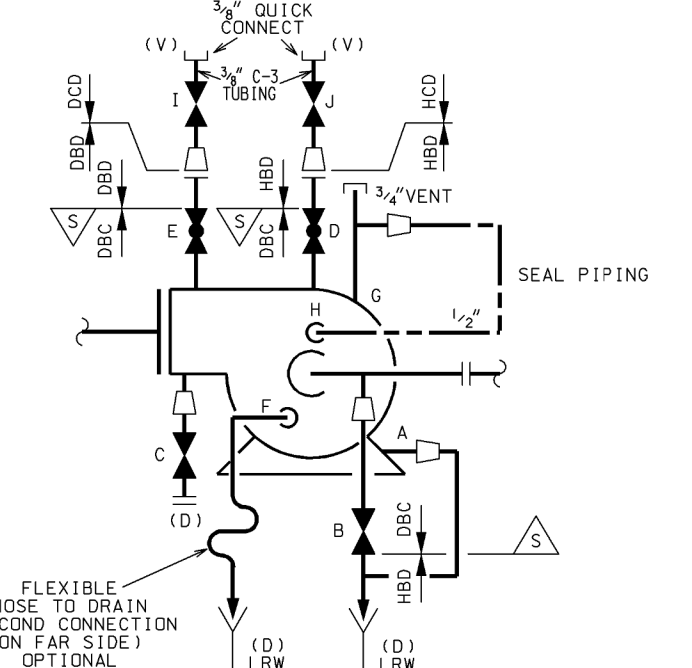 3/8" QUICK
CONNECT
(V)
(V)
3/8" C-3
TUBING
I
J
DCD
DBD
HCD
HBD
DBD
DBC
HBD
DBC
S
S
E
D
3/4" VENT
G
H
1/2"
SEAL PIPING
F
A
C
(D)
B
DBC
HBD
S
FLEXIBLE
HOSE TO DRAIN
COND CONNECTION
ON FAR SIDE)
OPTIONAL
(D)
LRW
(D)
LRW